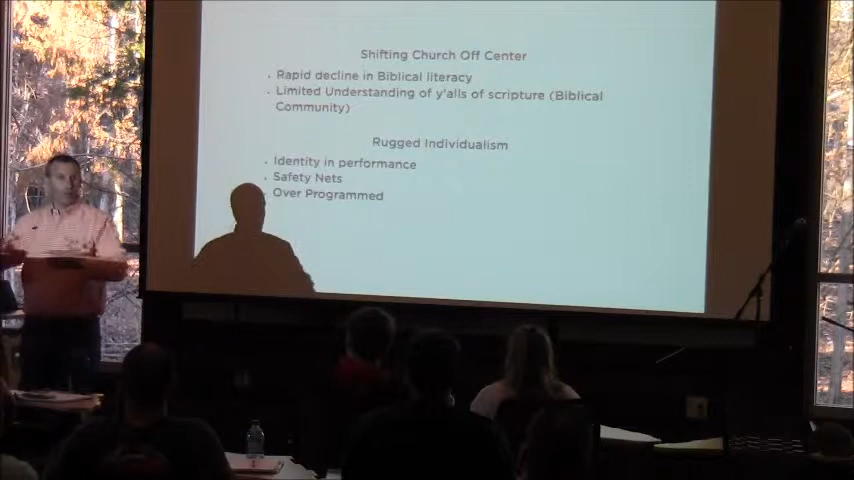 Shifting Church Off Center
. Rapid decline in Biblical literacy
. Limited Understanding of y'alls of scripture (Biblical
Community)
Rugged Individualism
. Identity in performance
. Safety Nets
. Over Programmed